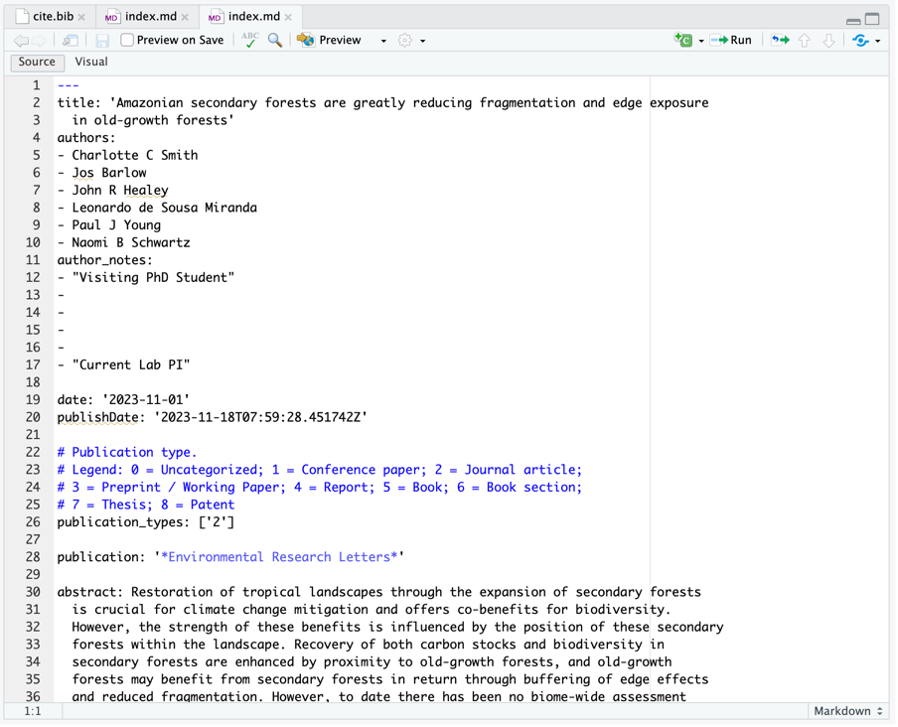 cite.bib × MD index.md × MD index.md ×
Preview on Save ABC Preview C Run
Source Visual
1 ---
2 title: 'Amazonian secondary forests are greatly reducing fragmentation and edge exposure
3 in old-growth forests'
4 authors:
5 - Charlotte C Smith
6 - Jos Barlow
7 - John R Healey
8 - Leonardo de Sousa Miranda
9 - Paul J Young
10 - Naomi B Schwartz
11 author_notes:
12 - "Visiting PhD Student"
13 -
14 -
15 -
16 -
17 - "Current Lab PI"
18
19 date: '2023-11-01'
20 publishDate: '2023-11-18T07:59:28.451742Z'
21
22 # Publication type.
23 # Legend: 0 = Uncategorized; 1 = Conference paper; 2 = Journal article;
24 # 3 = Preprint / Working Paper; 4 = Report; 5 = Book; 6 = Book section;
25 # 7 = Thesis; 8 = Patent
26 publication_types: ['2']
27
28 publication: '*Environmental Research Letters*'
29
30 abstract: Restoration of tropical landscapes through the expansion of secondary forests
31 is crucial for climate change mitigation and offers co-benefits for biodiversity.
32 However, the strength of these benefits is influenced by the position of these secondary
33 forests within the landscape. Recovery of both carbon stocks and biodiversity in
34 secondary forests are enhanced by proximity to old-growth forests, and old-growth
35 forests may benefit from secondary forests in return through buffering of edge effects
36 and reduced fragmentation. However, to date there has been no biome-wide assessment
1:1 Markdown